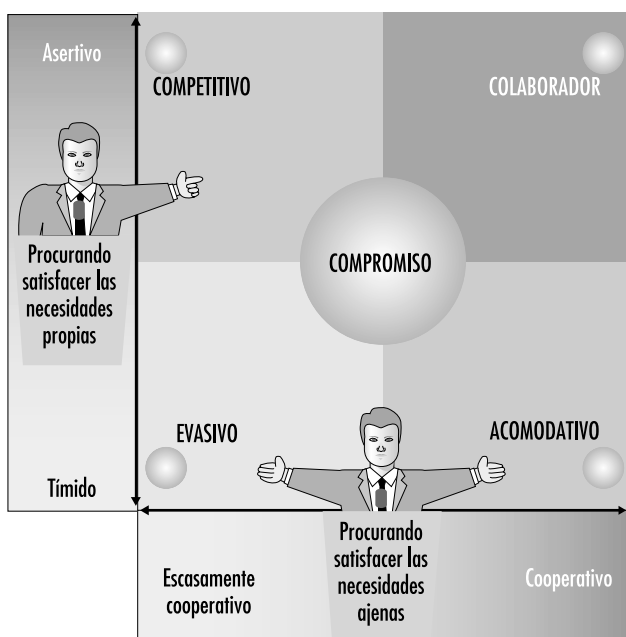 Asertivo
COMPETITIVO
COLABORADOR
Procurando
satisfacer las
necesidades
propias
COMPROMISO
EVASIVO
ACOMODATIVO
Tímido
Procurando
satisfacer las
necesidades
ajenas
Escasamente
cooperativo
Cooperativo